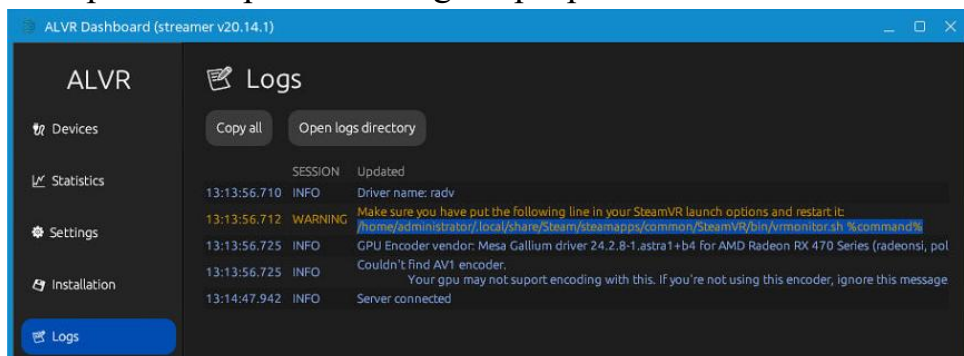 ALVR Dashboard (streamer v20.14.1)
ALVR
Devices
Statistics
Settings
Installation
Logs
Logs
Copy all
Open logs directory
SESSION Updated
13:13:56.710 INFO Driver name: radv
13:13:56.712 WARNING Make sure you have put the following line in your SteamVR launch options and restart it:
/home/administrator/.local/share/Steam/steamapps/common/SteamVR/bin/vrmonitor.sh %command%
13:13:56.725 INFO GPU Encoder vendor: Mesa Gallium driver 24.2.8-1.astra1+b4 for AMD Radeon RX 470 Series (radeonsi, pol
13:13:56.725 INFO Couldn't find AV1 encoder.
Your gpu may not suport encoding with this. If you're not using this encoder, ignore this message
13:14:47.942 INFO Server connected